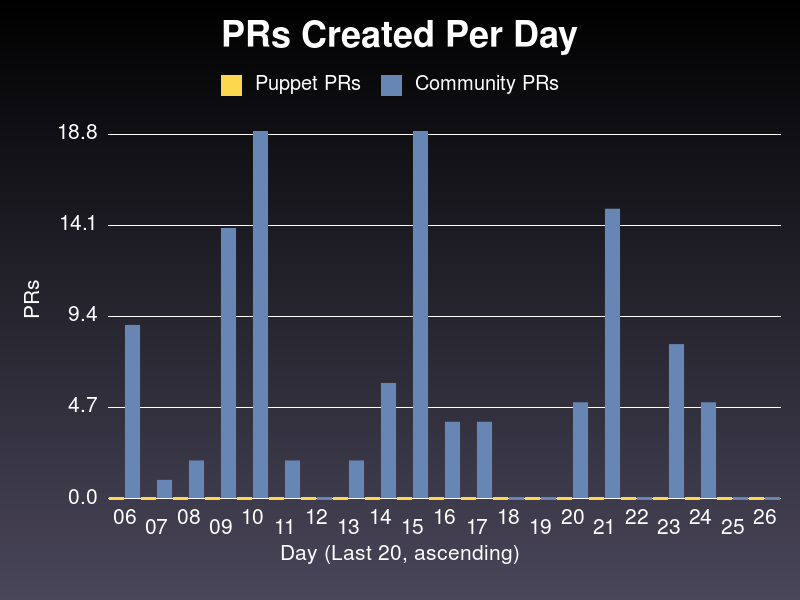 PRs Created Per Day
Puppet PRs Community PRs
18.8
14.1
9.4
4.7
0.0
PRs
06 07 08 09 10 11 12 13 14 15 16 17 18 19 20 21 22 23 24 25 26
Day (Last 20, ascending)